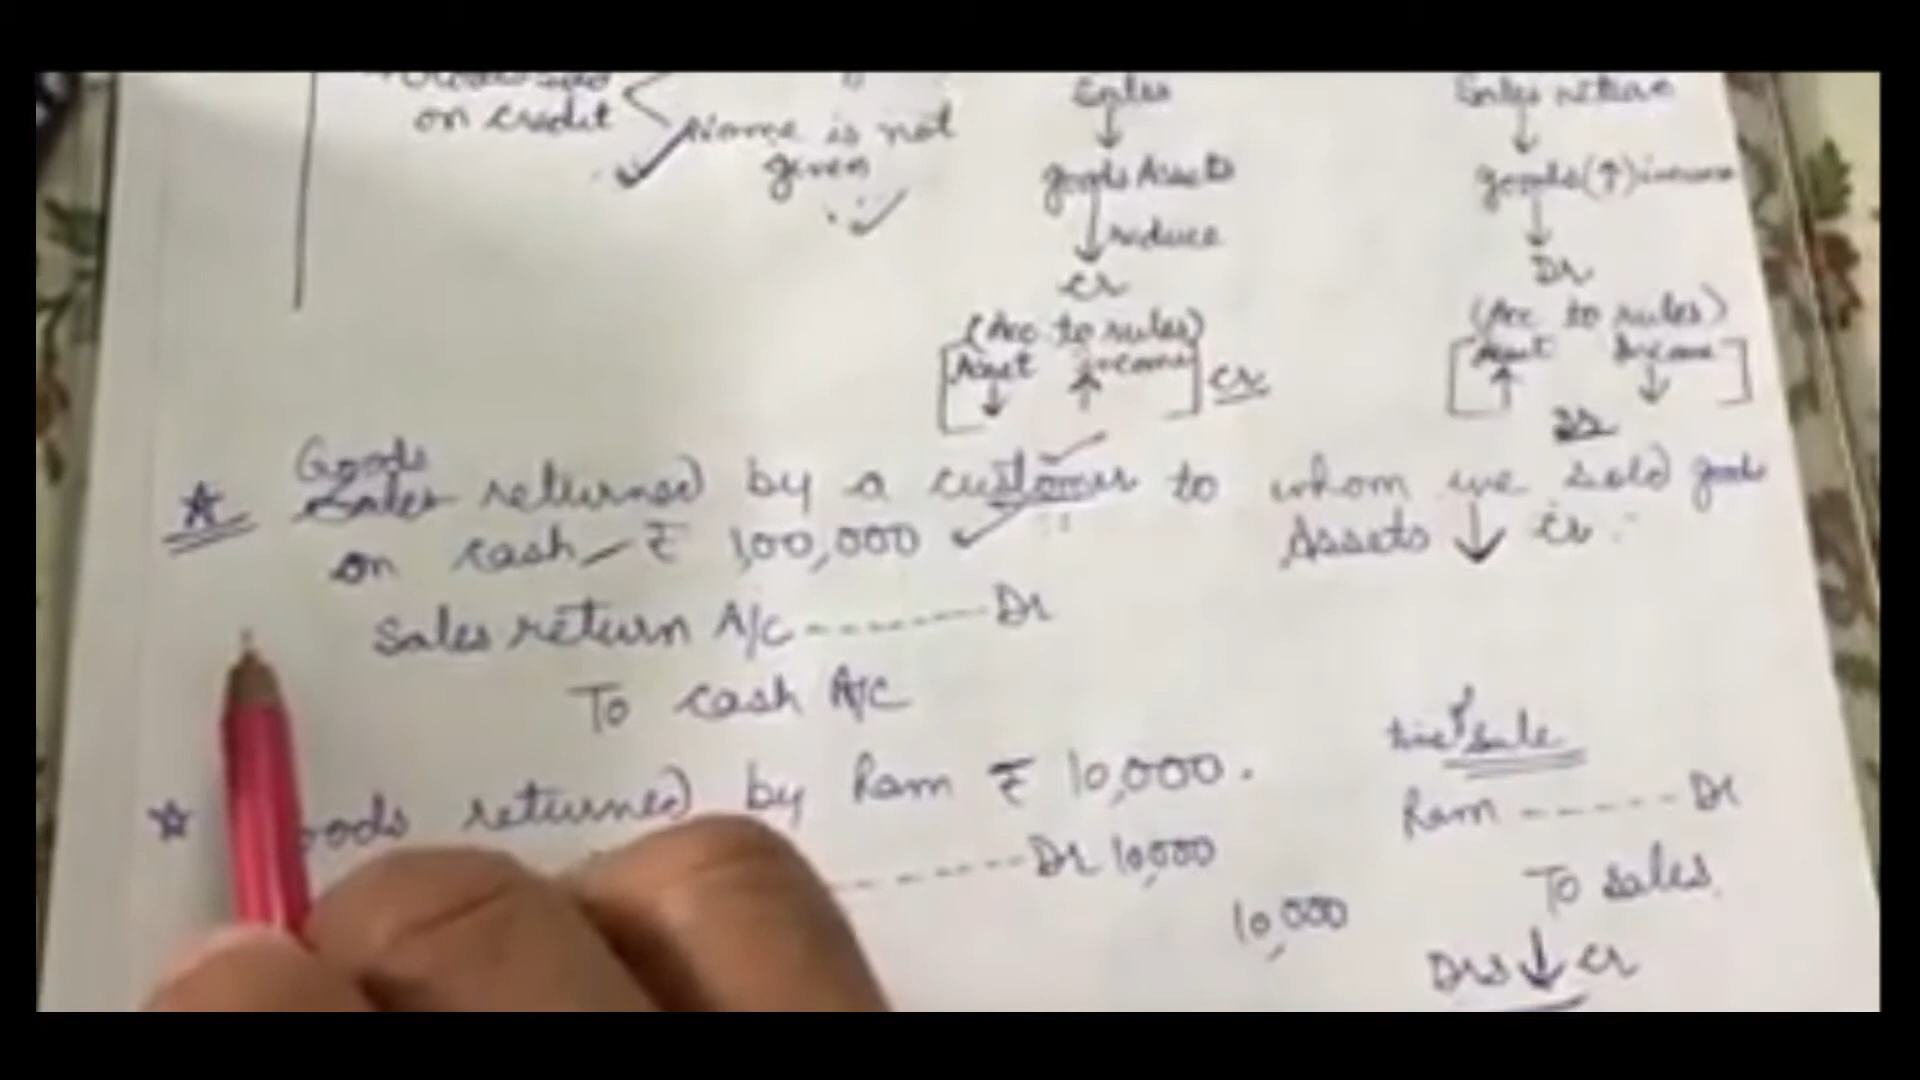 on credit
Name is not
given
Sales
goods Assets
reduce
cr
(Acc. to rules)
Asset income
cr
Sales return
goods (↑) income
Dr
(Acc to rules)
Asset Income
Dr
Goods
Sales returned by a customer to whom we sold goods
on cash ₹ 1,00,000
Assets ↓ cr.
Sales return A/c ------- Dr
To cash A/C
☆ oods returned by Ram ₹ 10,000.
------ Dr 10,000
10,000
Sale
Ram ------ Dr
To sales.
Drs ↓ cr